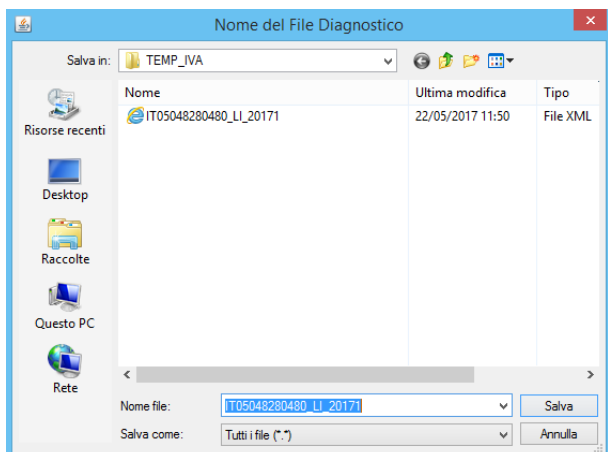 Nome del File Diagnostico
Salva in: TEMP_IVA
Nome Ultima modifica Tipo
IT05048280480_LI_20171 22/05/2017 11:50 File XML
Risorse recenti
Desktop
Raccolte
Questo PC
Rete
Nome file: IT05048280480_LI_20171 Salva
Salva come: Tutti i file (*.*) Annulla